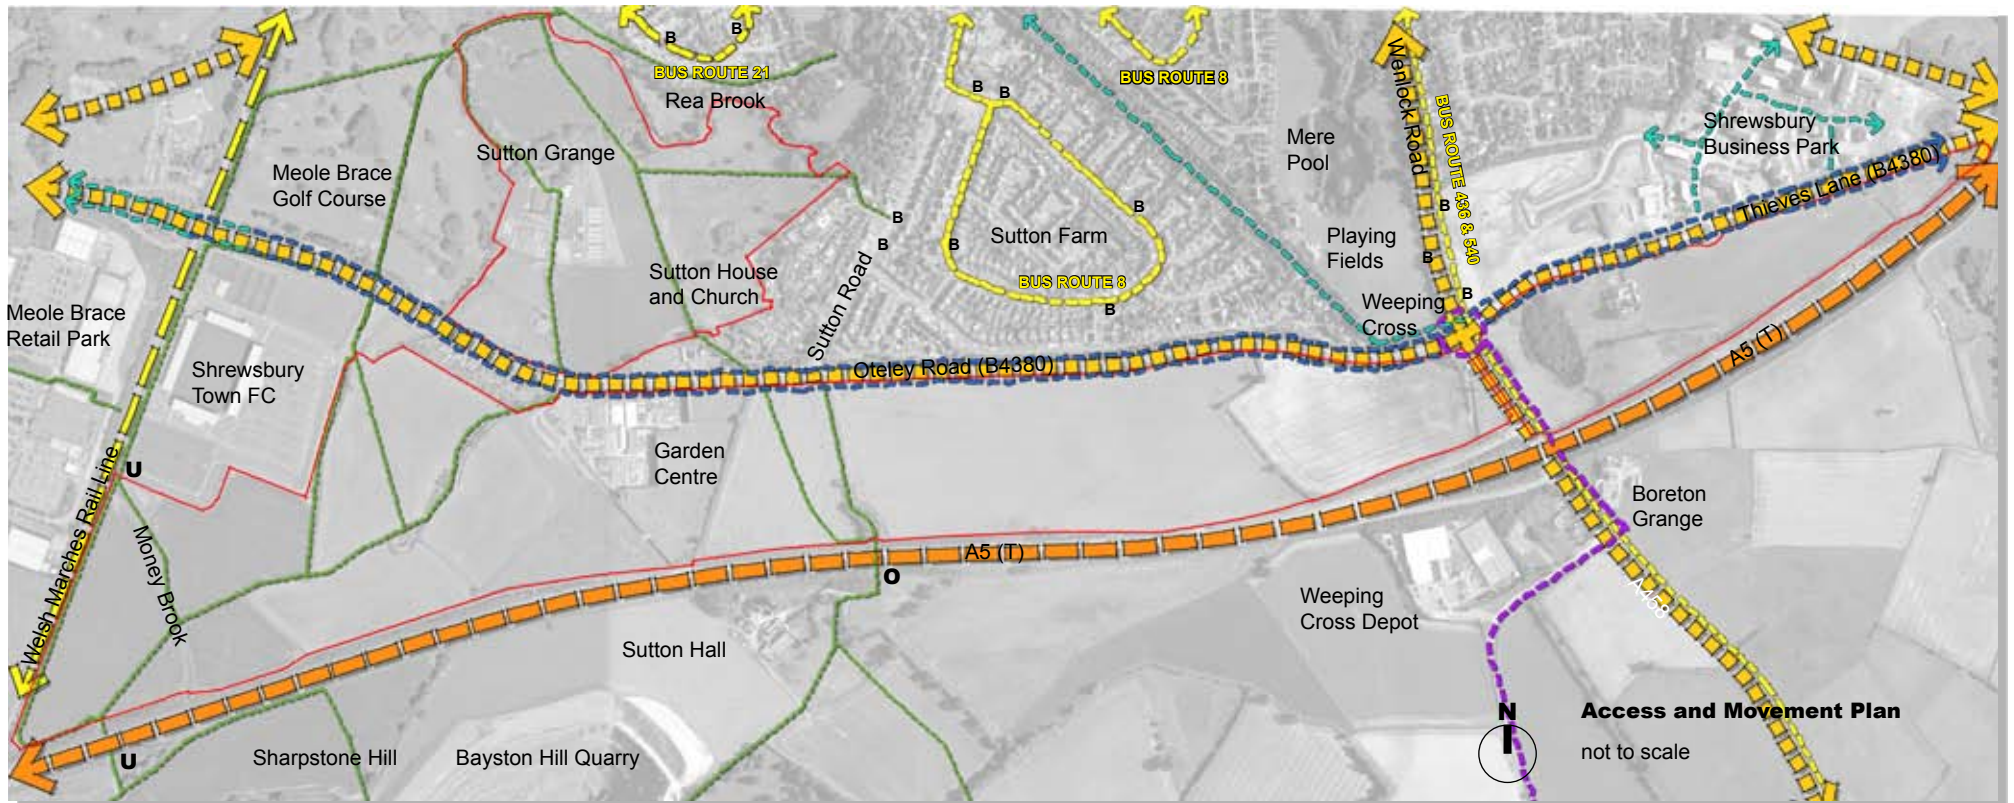 B
B
BUS ROUTE 21
Rea Brook
B
B
BUS ROUTE 8
Wenlock Road
BUS ROUTE 436 & 540
Mere
Pool
Shrewsbury
Business Park
Thieves Lane (B4380)
Sutton Grange
Meole Brace
Golf Course
B
B
B
B
B
B
Sutton Farm
BUS ROUTE 8
B
B
Playing
Fields
Sutton House
and Church
Sutton Road
Weeping
Cross
Meole Brace
Retail Park
Shrewsbury
Town FC
Oteley Road (B4380)
A5 (T)
Garden
Centre
U
Welsh Marches Rail Line
Money Brook
Boreton
Grange
A5 (T)
O
Weeping
Cross Depot
A458
Sutton Hall
U
Sharpstone Hill
Bayston Hill Quarry
N
Access and Movement Plan
not to scale